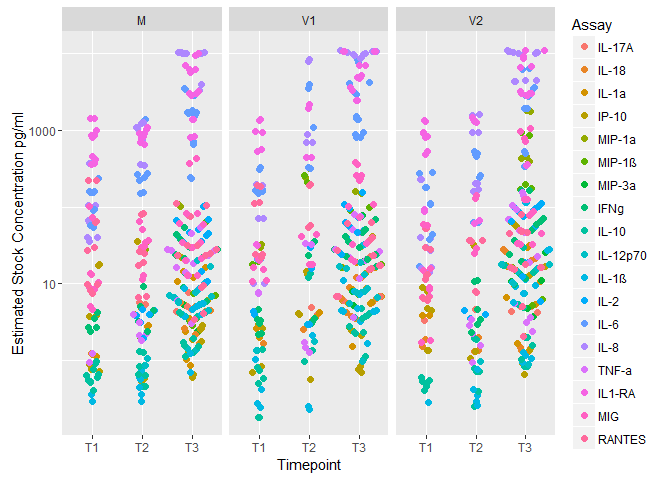 M
V1
V2
Estimated Stock Concentration pg/ml
1000
10
T1
T2
T3
T1
T2
T3
T1
T2
T3
Timepoint
Assay
IL-17A
IL-18
IL-1a
IP-10
MIP-1a
MIP-1ß
MIP-3a
IFNg
IL-10
IL-12p70
IL-1ß
IL-2
IL-6
IL-8
TNF-a
IL1-RA
MIG
RANTES